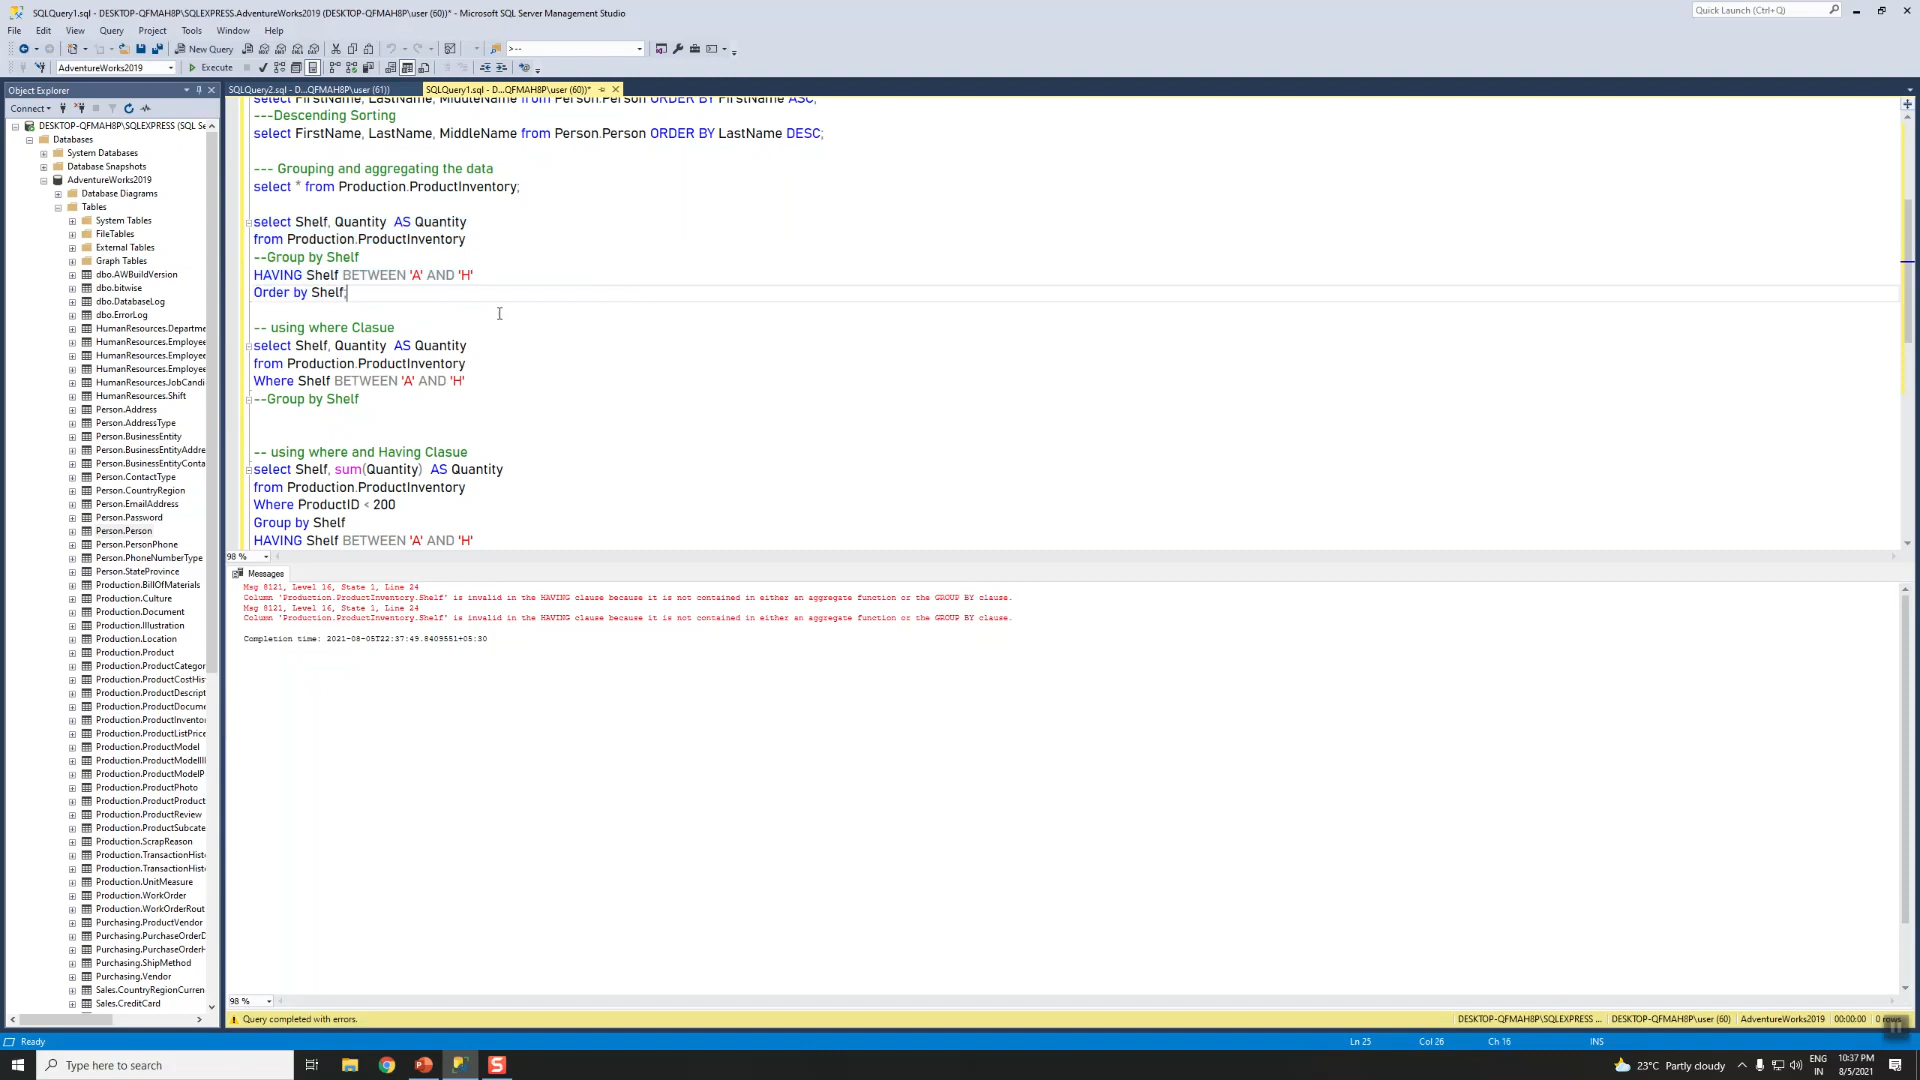 SQLQuery1.sql - DESKTOP-QFMAH8P\SQLEXPRESS.AdventureWorks2019 (DESKTOP-QFMAH8P\user (60))* - Microsoft SQL Server Management Studio
Quick Launch (Ctrl+Q)
File Edit View Query Project Tools Window Help
New Query
>--
AdventureWorks2019
Execute
Object Explorer
SQLQuery2.sql - D...QFMAH8P\user (61))
SQLQuery1.sql - D...QFMAH8P\user (60))*
Connect
DESKTOP-QFMAH8P\SQLEXPRESS (SQL Se
Databases
System Databases
Database Snapshots
AdventureWorks2019
Database Diagrams
Tables
System Tables
FileTables
External Tables
Graph Tables
dbo.AWBuildVersion
dbo.bitwise
dbo.DatabaseLog
dbo.ErrorLog
HumanResources.Departme
HumanResources.Employee
HumanResources.Employee
HumanResources.Employee
HumanResources.JobCandi
HumanResources.Shift
Person.Address
Person.AddressType
Person.BusinessEntity
Person.BusinessEntityAddre
Person.BusinessEntityConta
Person.ContactType
Person.CountryRegion
Person.EmailAddress
Person.Password
Person.Person
Person.PersonPhone
Person.PhoneNumberType
Person.StateProvince
Production.BillOfMaterials
Production.Culture
Production.Document
Production.Illustration
Production.Location
Production.Product
Production.ProductCategor
Production.ProductCostHis
Production.ProductDescript
Production.ProductDocume
Production.ProductInvento
Production.ProductListPrice
Production.ProductModel
Production.ProductModelIl
Production.ProductModelP
Production.ProductPhoto
Production.ProductProduct
Production.ProductReview
Production.ProductSubcate
Production.ScrapReason
Production.TransactionHist
Production.TransactionHist
Production.UnitMeasure
Production.WorkOrder
Production.WorkOrderRout
Purchasing.ProductVendor
Purchasing.PurchaseOrderD
Purchasing.PurchaseOrderH
Purchasing.ShipMethod
Purchasing.Vendor
Sales.CountryRegionCurren
Sales.CreditCard
select FirstName, LastName, MiddleName from Person.Person ORDER BY FirstName ASC;
---Descending Sorting
select FirstName, LastName, MiddleName from Person.Person ORDER BY LastName DESC;
--- Grouping and aggregating the data
select * from Production.ProductInventory;
select Shelf, Quantity  AS Quantity
from Production.ProductInventory
--Group by Shelf
HAVING Shelf BETWEEN 'A' AND 'H'
Order by Shelf;
-- using where Clasue
select Shelf, Quantity  AS Quantity
from Production.ProductInventory
Where Shelf BETWEEN 'A' AND 'H'
--Group by Shelf
-- using where and Having Clasue
select Shelf, sum(Quantity)  AS Quantity
from Production.ProductInventory
Where ProductID < 200
Group by Shelf
HAVING Shelf BETWEEN 'A' AND 'H'
98 %
Messages
Msg 8121, Level 16, State 1, Line 24
Column 'Production.ProductInventory.Shelf' is invalid in the HAVING clause because it is not contained in either an aggregate function or the GROUP BY clause.
Msg 8121, Level 16, State 1, Line 24
Column 'Production.ProductInventory.Shelf' is invalid in the HAVING clause because it is not contained in either an aggregate function or the GROUP BY clause.
Completion time: 2021-08-05T22:37:49.8409551+05:30
98 %
Query completed with errors.
DESKTOP-QFMAH8P\SQLEXPRESS ...
DESKTOP-QFMAH8P\user (60)
AdventureWorks2019
00:00:00
0 rows
Ready
Ln 25
Col 26
Ch 16
INS
Type here to search
23°C Partly cloudy
ENG
IN
10:37 PM
8/5/2021